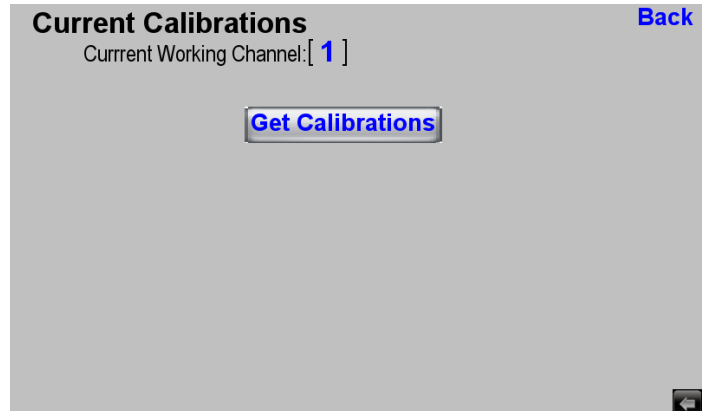 Current Calibrations
Back
Currrent Working Channel:[ 1 ]
Get Calibrations